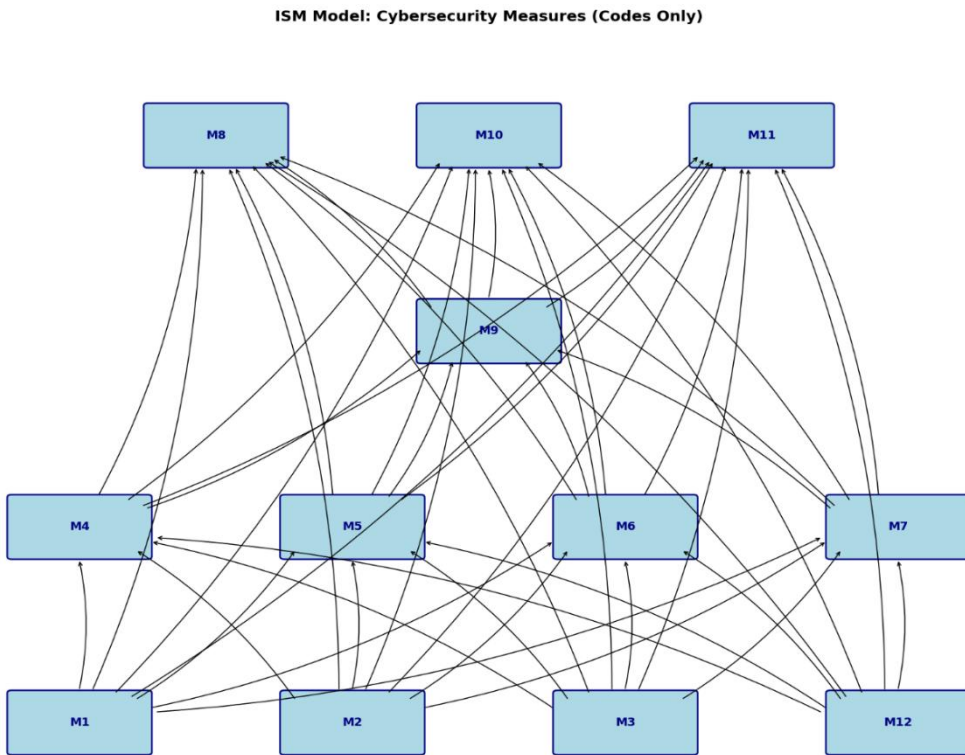 ISM Model: Cybersecurity Measures (Codes Only)
M8 M10 M11
M9
M4 M5 M6 M7
M1 M2 M3 M12